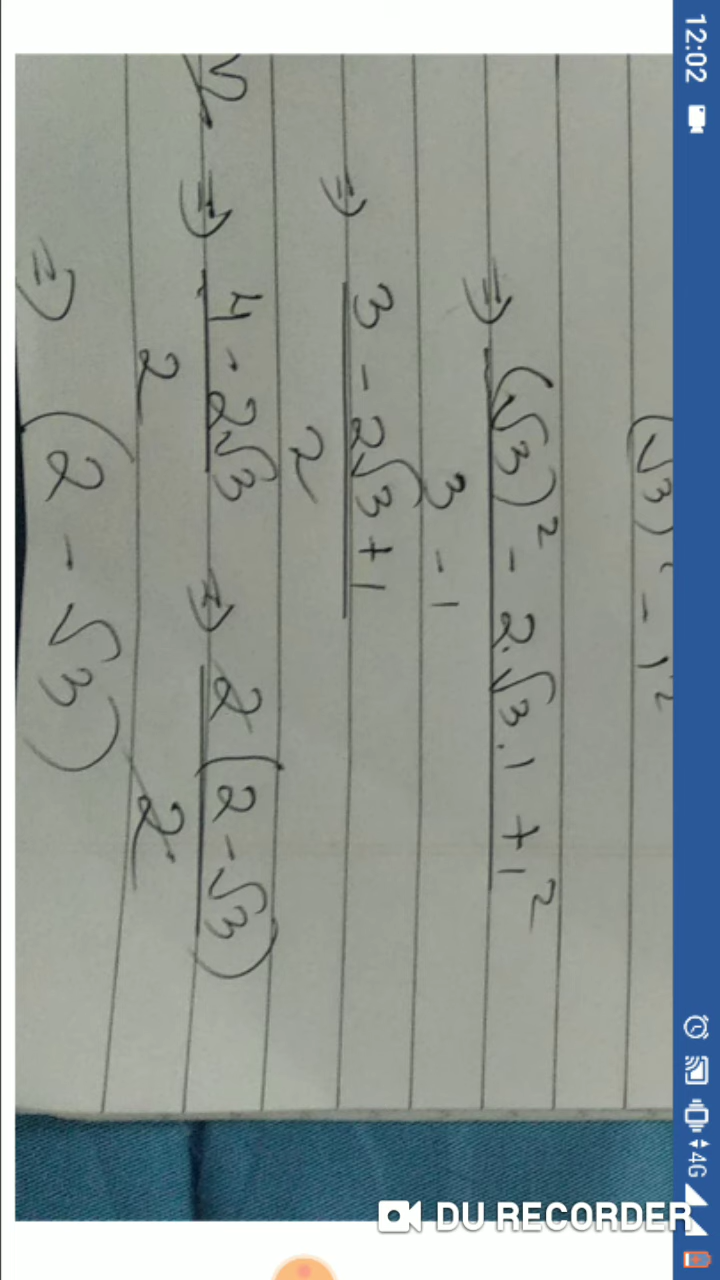 12:02
4G
(√3)² - 1²
⇒ (√3)² - 2.√3.1 + 1²
3 - 1
⇒ 3 - 2√3 + 1
2
⇒ 4 - 2√3 ⇒ 2(2 - √3)
2 2
⇒ (2 - √3)
DU RECORDER